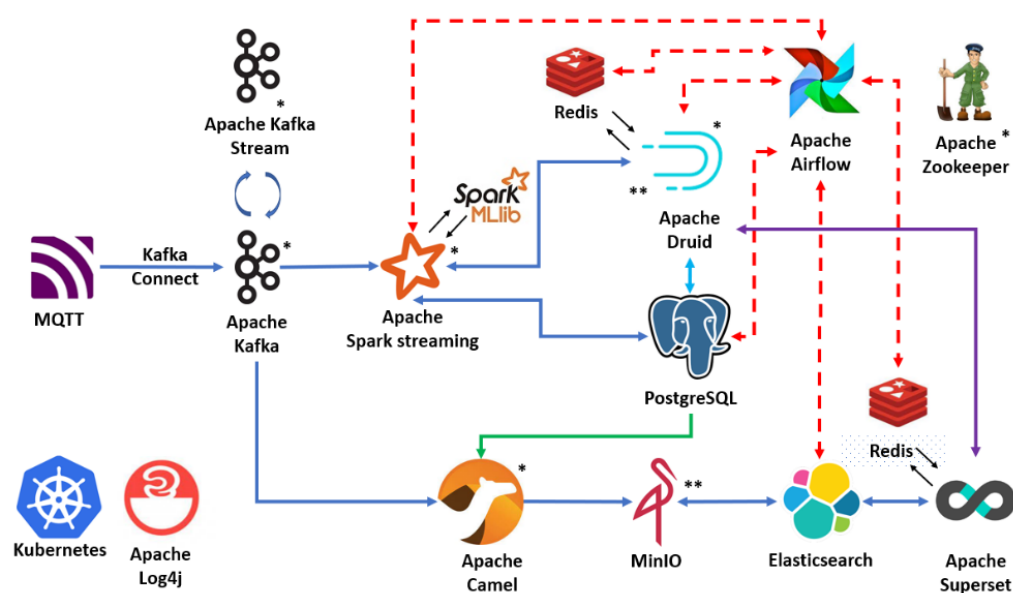 *
Apache Kafka
Stream
Redis
*
**
Apache
Druid
Apache
Airflow
Apache *
Zookeeper
Spark
MLlib
MQTT
Kafka
Connect
*
Apache
Kafka
*
Apache
Spark streaming
PostgreSQL
Redis
Kubernetes
Apache
Log4j
*
Apache
Camel
**
MinIO
Elasticsearch
Apache
Superset